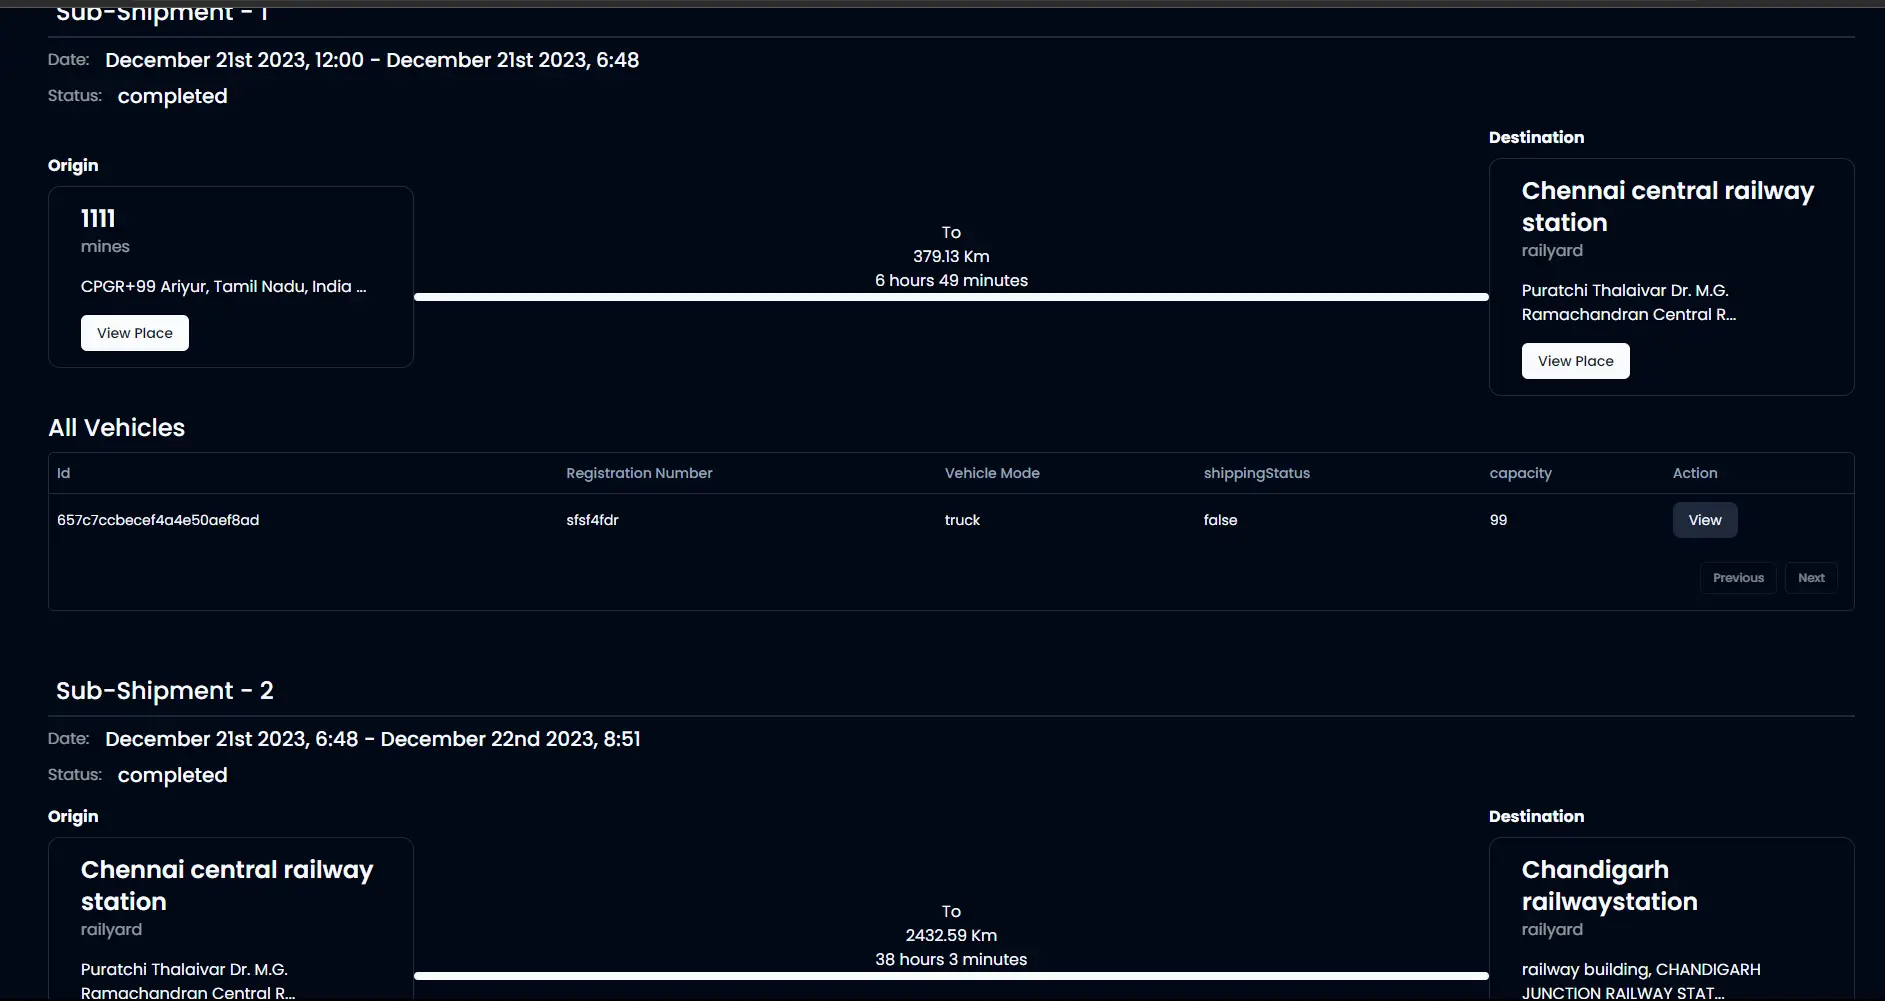 Sub-Shipment - 1
Date: December 21st 2023, 12:00 - December 21st 2023, 6:48
Status: completed
Destination
Origin
Chennai central railway
station
railyard
1111
mines
To
379.13 Km
6 hours 49 minutes
CPGR+99 Ariyur, Tamil Nadu, India ...
Puratchi Thalaivar Dr. M.G.
Ramachandran Central R...
View Place
View Place
All Vehicles
Id Registration Number Vehicle Mode shippingStatus capacity Action
657c7ccbecef4a4e50aef8ad sfsf4fdr truck false 99 View
Previous Next
Sub-Shipment - 2
Date: December 21st 2023, 6:48 - December 22nd 2023, 8:51
Status: completed
Origin
Destination
Chennai central railway
station
railyard
Puratchi Thalaivar Dr. M.G.
Ramachandran Central R...
To
2432.59 Km
38 hours 3 minutes
Chandigarh
railwaystation
railyard
railway building, CHANDIGARH
JUNCTION RAILWAY STAT...